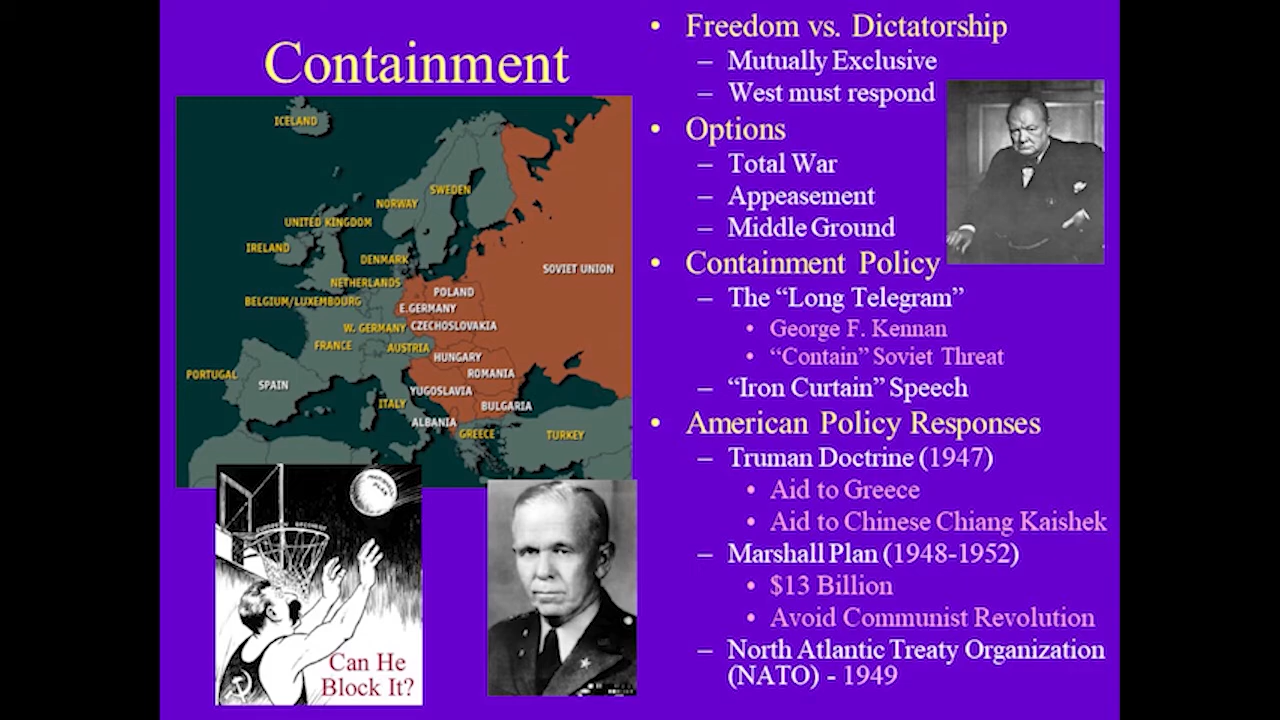 Containment
ICELAND
SWEDEN
NORWAY
UNITED KINGDOM
IRELAND
DENMARK
NETHERLANDS
BELGIUM/LUXEMBOURG
SOVIET UNION
POLAND
E.GERMANY
W. GERMANY
CZECHOSLOVAKIA
FRANCE
AUSTRIA
HUNGARY
ROMANIA
PORTUGAL
SPAIN
YUGOSLAVIA
ITALY
BULGARIA
ALBANIA
GREECE
TURKEY
MARSHALL
PLAN
EUROPEAN RECOVERY
Can He
Block It?
• Freedom vs. Dictatorship
– Mutually Exclusive
– West must respond
• Options
– Total War
– Appeasement
– Middle Ground
• Containment Policy
– The “Long Telegram”
• George F. Kennan
• “Contain” Soviet Threat
– “Iron Curtain” Speech
• American Policy Responses
– Truman Doctrine (1947)
• Aid to Greece
• Aid to Chinese Chiang Kaishek
– Marshall Plan (1948-1952)
• $13 Billion
• Avoid Communist Revolution
– North Atlantic Treaty Organization
(NATO) - 1949